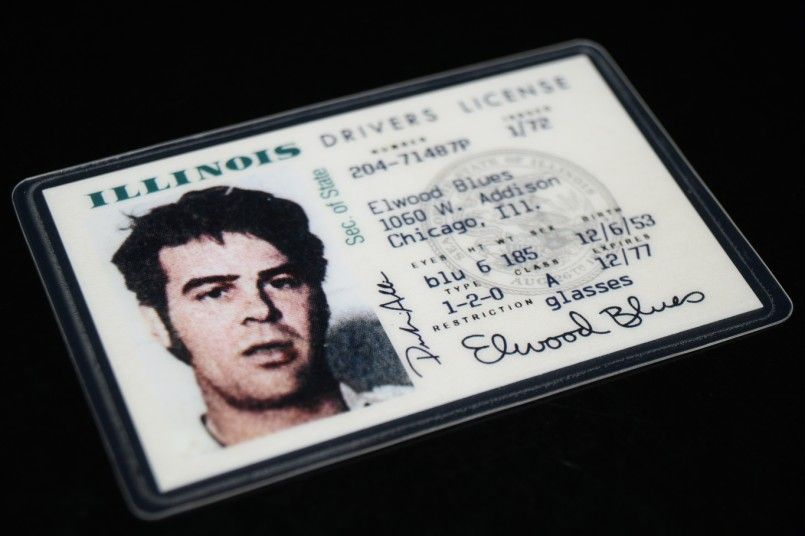 ILLINOIS DRIVERS LICENSE
Sec. of State
NUMBER ISSUED
204-71487P 1/72
Elwood Blues
1060 W. Addison
Chicago, Ill.
EYES HT WT SEX BIRTH
blu 6 185 12/6/53
TYPE CLASS EXPIRES
1-2-0 A 12/77
RESTRICTION glasses
Elwood Blues